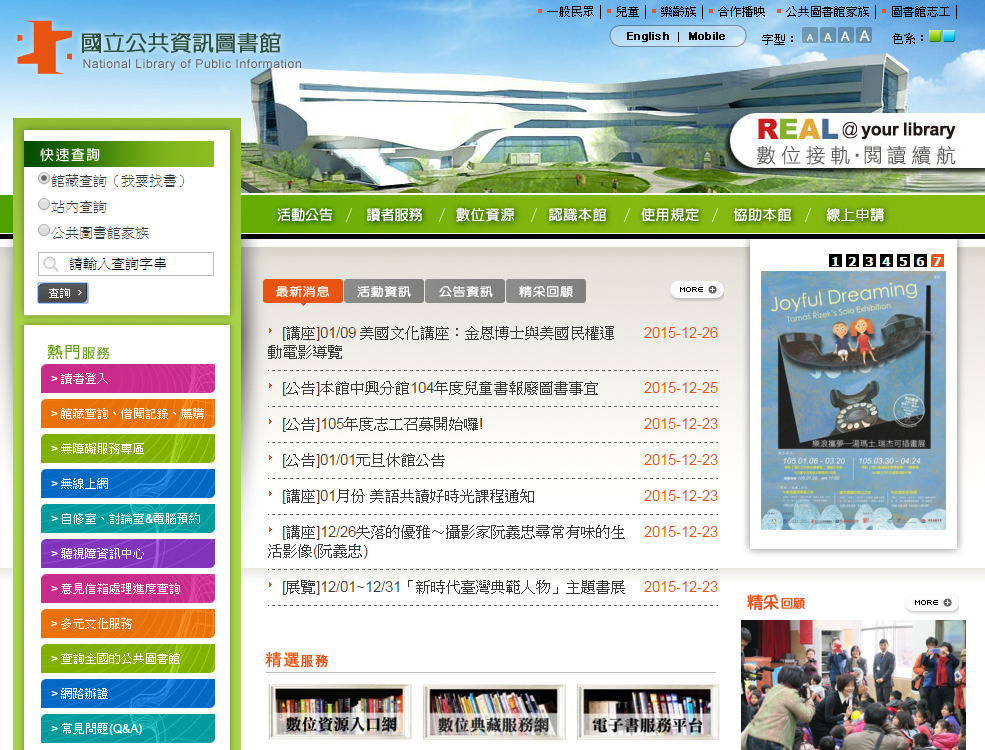 一般民眾 | 兒童 | 樂齡族 | 合作播映 | 公共圖書館家族 | 圖書館志工 |
國立公共資訊圖書館
National Library of Public Information
English | Mobile
字型： A A A A 色系：
REAL @ your library
數位接軌·閱讀續航
快速查詢
館藏查詢（我要找書）
站內查詢
公共圖書館家族
請輸入查詢字串
查詢 >
活動公告 / 讀者服務 / 數位資源 / 認識本館 / 使用規定 / 協助本館 / 線上申請
熱門服務
> 讀者登入
> 館藏查詢、借閱記錄、薦購
> 無障礙服務專區
> 無線上網
> 自修室、討論室&電腦預約
> 聽視障資訊中心
> 意見信箱處理進度查詢
> 多元文化服務
> 查詢全國的公共圖書館
> 網路辦證
> 常見問題(Q&A)
最新消息 活動資訊 公告資訊 精采回顧 MORE
[講座]01/09 美國文化講座：金恩博士與美國民權運 2015-12-26
動電影導覽
[公告]本館中興分館104年度兒童書報廢圖書事宜 2015-12-25
[公告]105年度志工召募開始囉! 2015-12-23
[公告]01/01元旦休館公告 2015-12-23
[講座]01月份 美語共讀好時光課程通知 2015-12-23
[講座]12/26失落的優雅～攝影家阮義忠尋常有味的生 2015-12-23
活影像(阮義忠)
[展覽]12/01~12/31「新時代臺灣典範人物」主題書展 2015-12-23
精選服務
數位資源入口網
數位典藏服務網
電子書服務平台
1 2 3 4 5 6 7
Joyful Dreaming
Tomáš Řízek's Solo Exhibition
樂浪攜夢—湯瑪士．瑞杰可插畫展
105.01.06 - 03.20
105.03.30 - 04.24
精采回顧 MORE